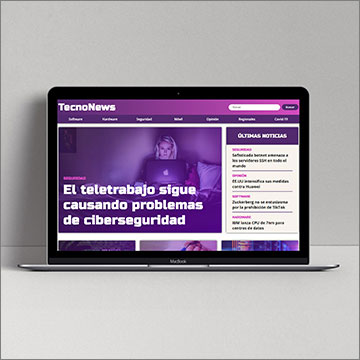 TecnoNews
Buscar
Software Hardware Seguridad Móvil Opinión Regionales Covid 19
SEGURIDAD
El teletrabajo sigue
causando problemas
de ciberseguridad
ÚLTIMAS NOTICIAS
SEGURIDAD
Sofisticada botnet amenaza a
los servidores SSH en todo el
mundo
OPINIÓN
EE.UU intensifica sus medidas
contra Huawei
SOFTWARE
Zuckerberg no se entusiasma
por la prohibición de TikTok
HARDWARE
IBM lanza CPU de 7nm para
centros de datos
MacBook